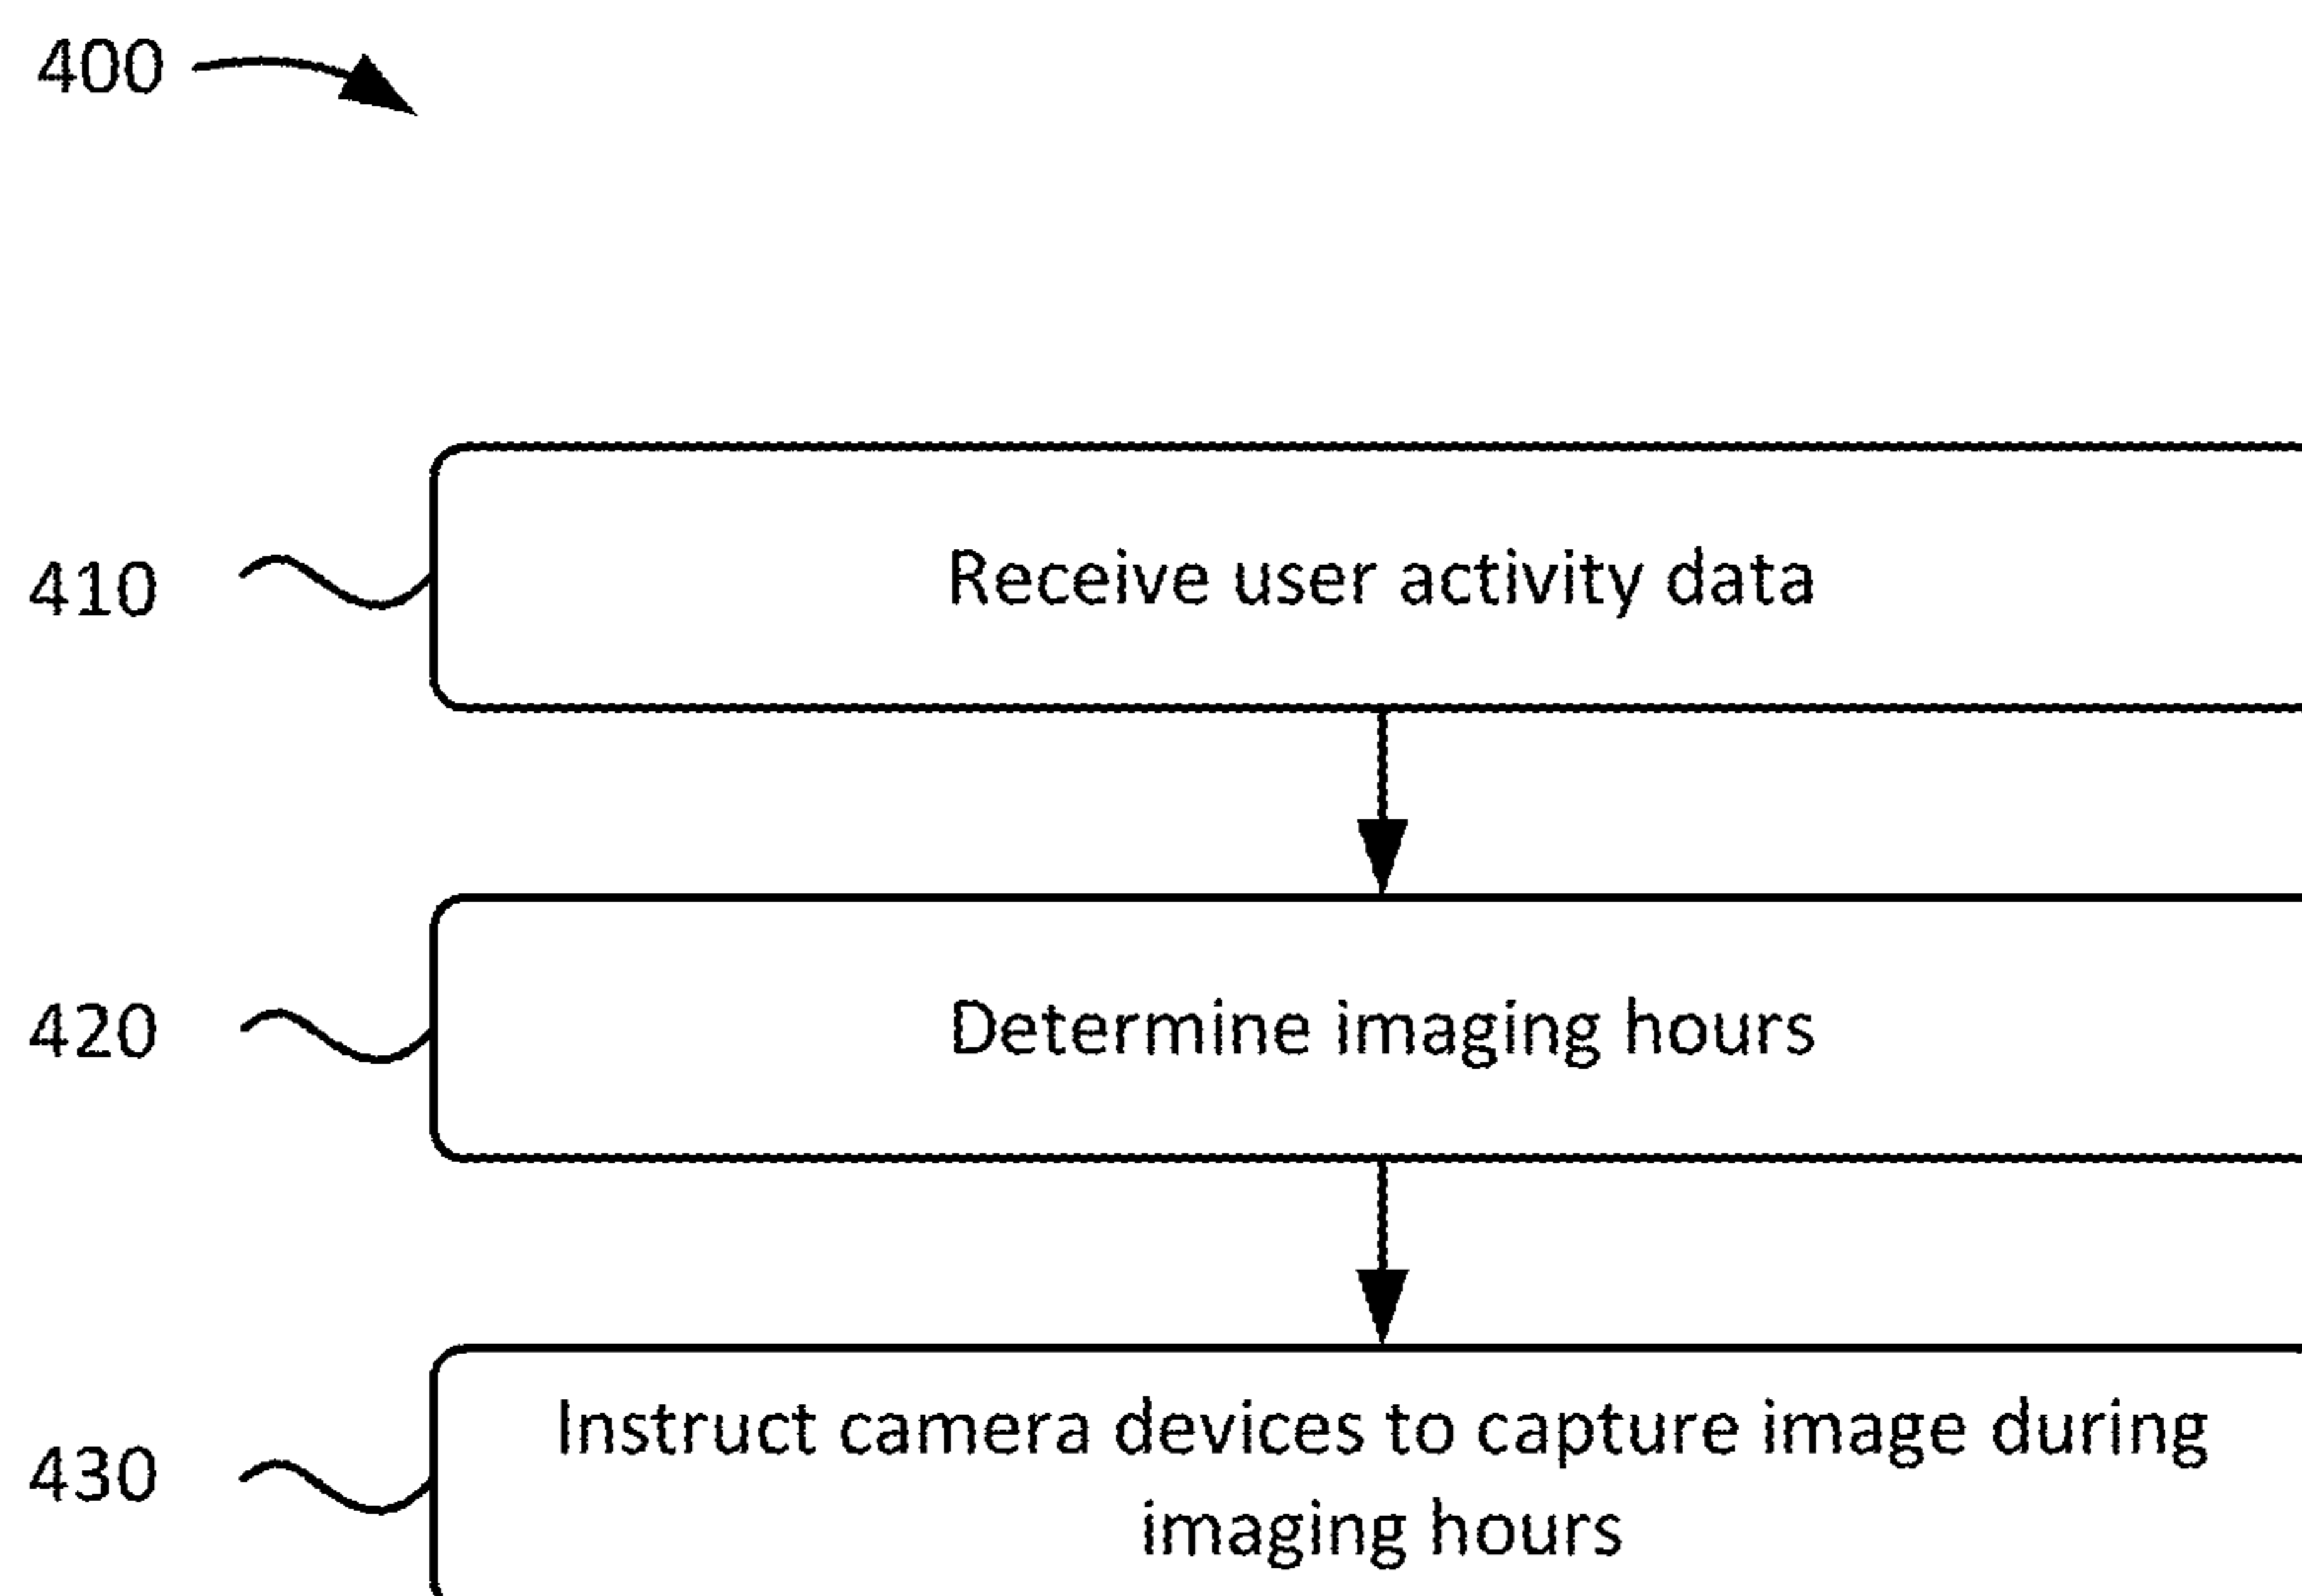 400
410
Receive user activity data
420
Determine imaging hours
430
Instruct camera devices to capture image during
imaging hours